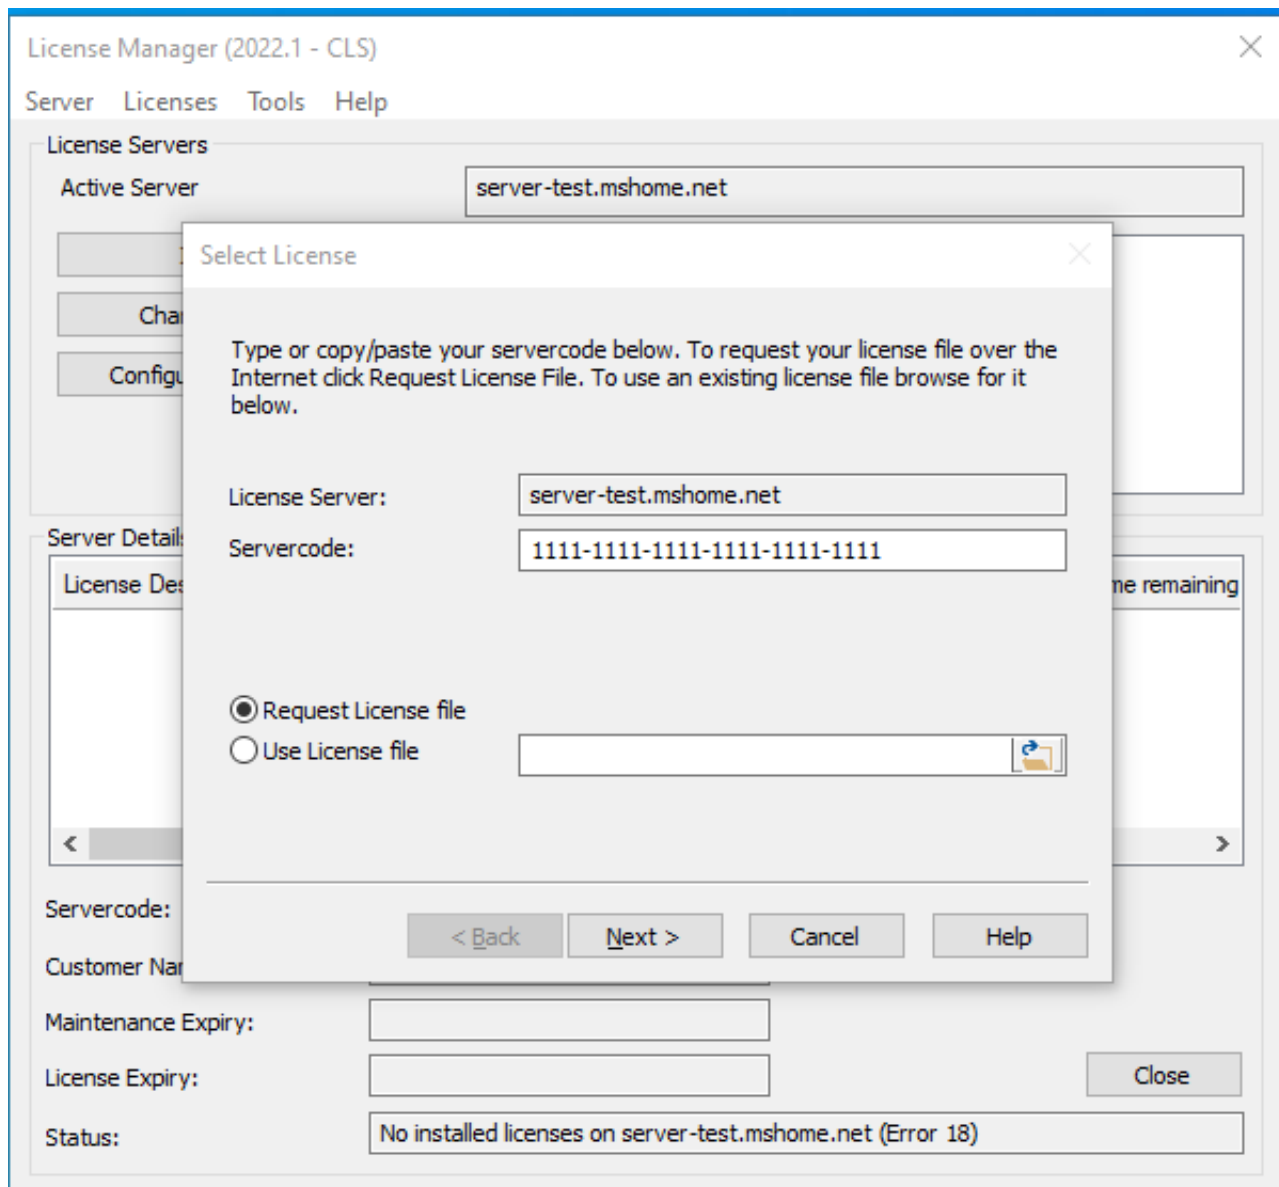 License Manager (2022.1 - CLS)
Server Licenses Tools Help
License Servers
Active Server server-test.mshome.net
Select License
Type or copy/paste your servercode below. To request your license file over the
Internet click Request License File. To use an existing license file browse for it
below.
License Server: server-test.mshome.net
Servercode: 1111-1111-1111-1111-1111-1111
Request License file
Use License file
< Back Next > Cancel Help
Server Details
License Des
me remaining
Servercode:
Customer Nam
Maintenance Expiry:
License Expiry:
Close
Status: No installed licenses on server-test.mshome.net (Error 18)